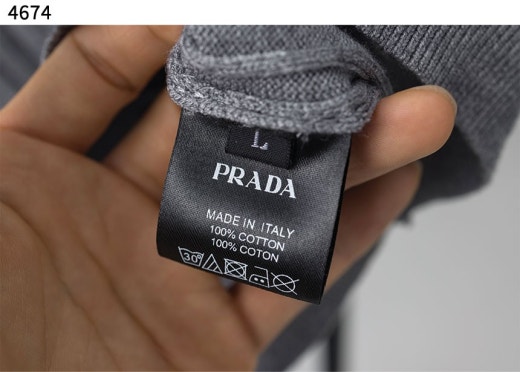 4674
L
PRADA
MADE IN ITALY
100% COTTON
100% COTON
30°